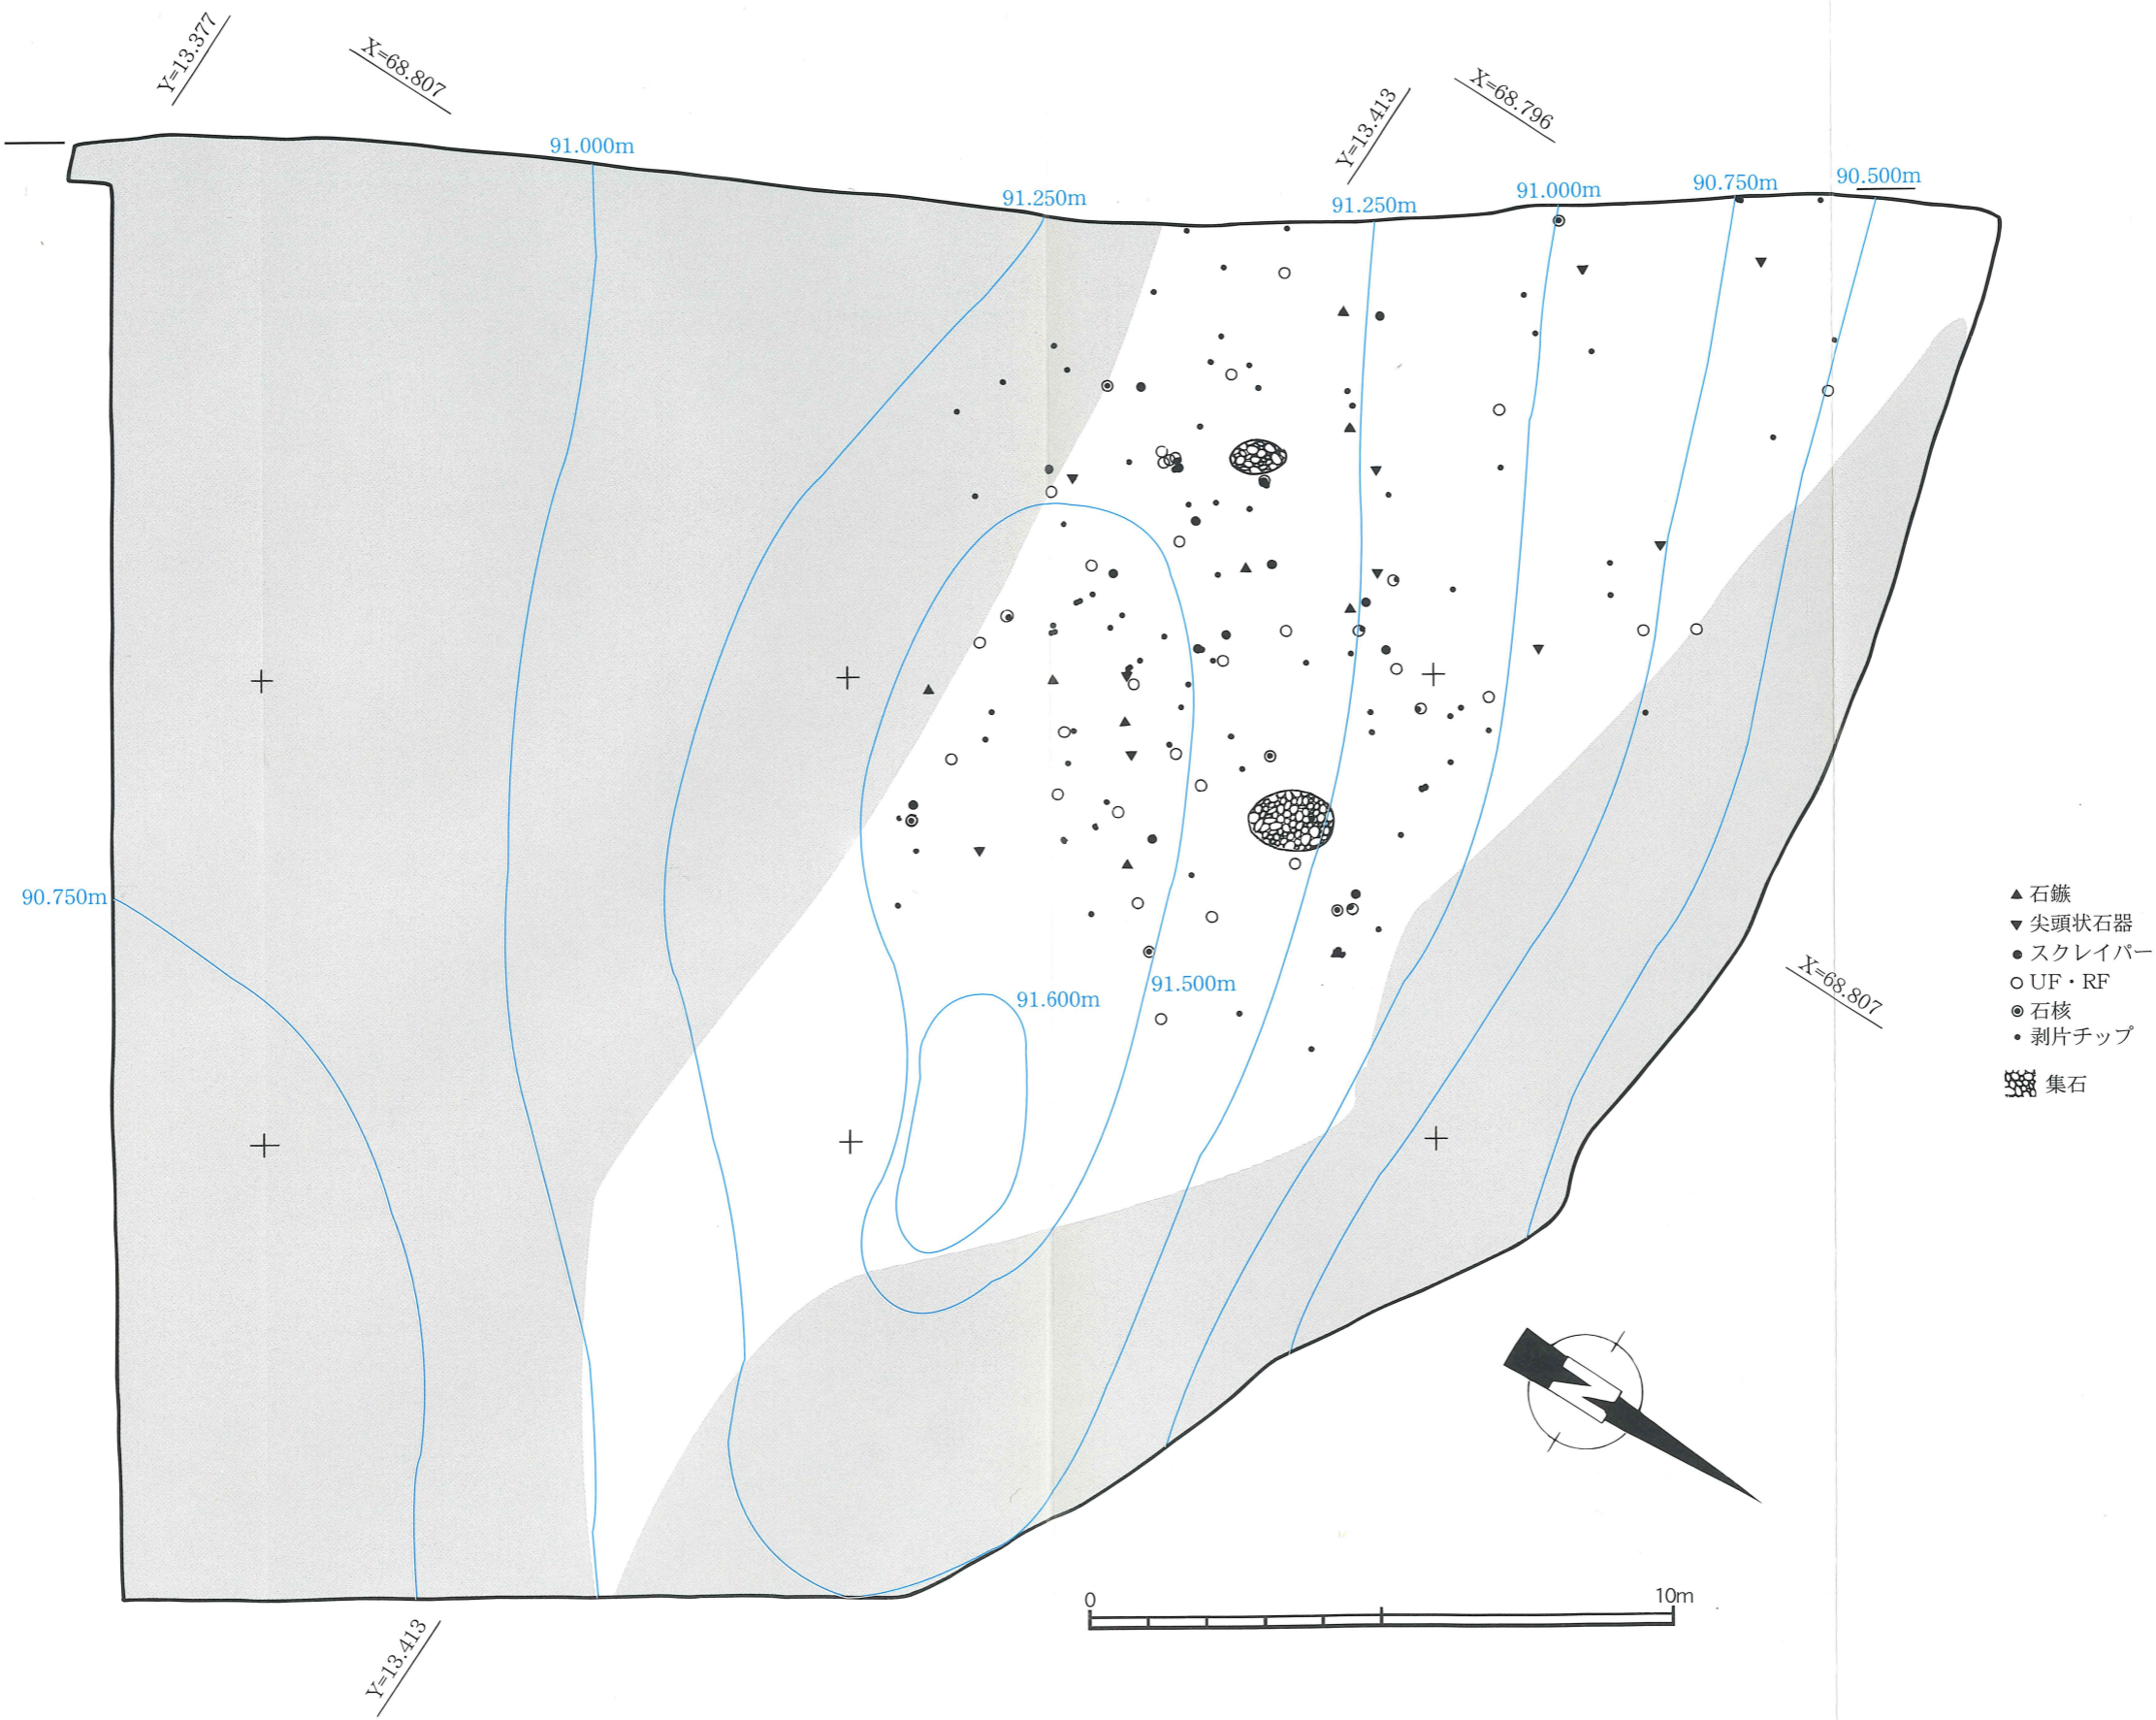 Y=13.377
X=68.807
Y=13.413
X=68.796
91.000m
91.250m
91.250m
91.000m
90.750m
90.500m
90.750m
91.600m
91.500m
X=68.807
石鏃
尖頭状石器
スクレイパー
UF・RF
石核
剥片チップ
集石
0
10m
Y=13.413